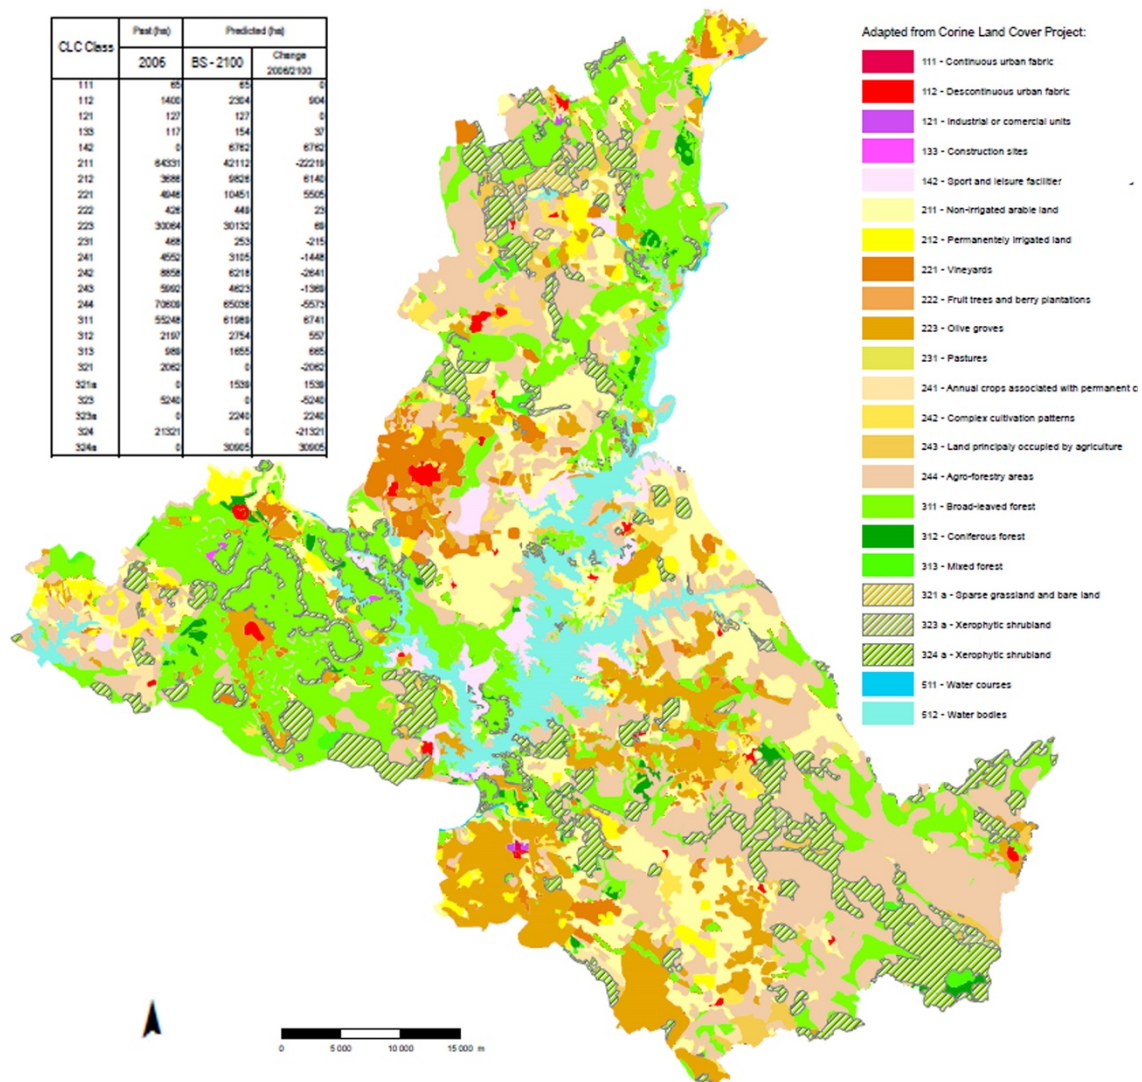 CLC Class Past (ha) Predicted (ha)
2006 BS - 2100 Change 2006/2100
111 65 65 0
112 1400 2304 904
121 127 127 0
133 117 154 37
142 0 6762 6762
211 64331 42112 -22219
212 3686 9826 6140
221 4946 10451 5505
222 426 449 23
223 30064 30132 69
231 468 253 -215
241 4552 3105 -1448
242 8858 6218 -2641
243 5992 4623 -1369
244 70609 65036 -5573
311 55248 61989 6741
312 2197 2754 557
313 989 1655 665
321 2062 0 -2062
321a 0 1539 1539
323 5240 0 -5240
323a 0 2240 2240
324 21321 0 -21321
324a 0 30905 30905
Adapted from Corine Land Cover Project:
111 - Continuous urban fabric
112 - Descontinuous urban fabric
121 - Industrial or comercial units
133 - Construction sites
142 - Sport and leisure facilitier
211 - Non-irrigated arable land
212 - Permanentely irrigated land
221 - Vineyards
222 - Fruit trees and berry plantations
223 - Olive groves
231 - Pastures
241 - Annual crops associated with permanent c
242 - Complex cultivation patterns
243 - Land principaly occupied by agriculture
244 - Agro-forestry areas
311 - Broad-leaved forest
312 - Coniferous forest
313 - Mixed forest
321 a - Sparse grassland and bare land
323 a - Xerophytic shrubland
324 a - Xerophytic shrubland
511 - Water courses
512 - Water bodies
0 5 000 10 000 15 000 m